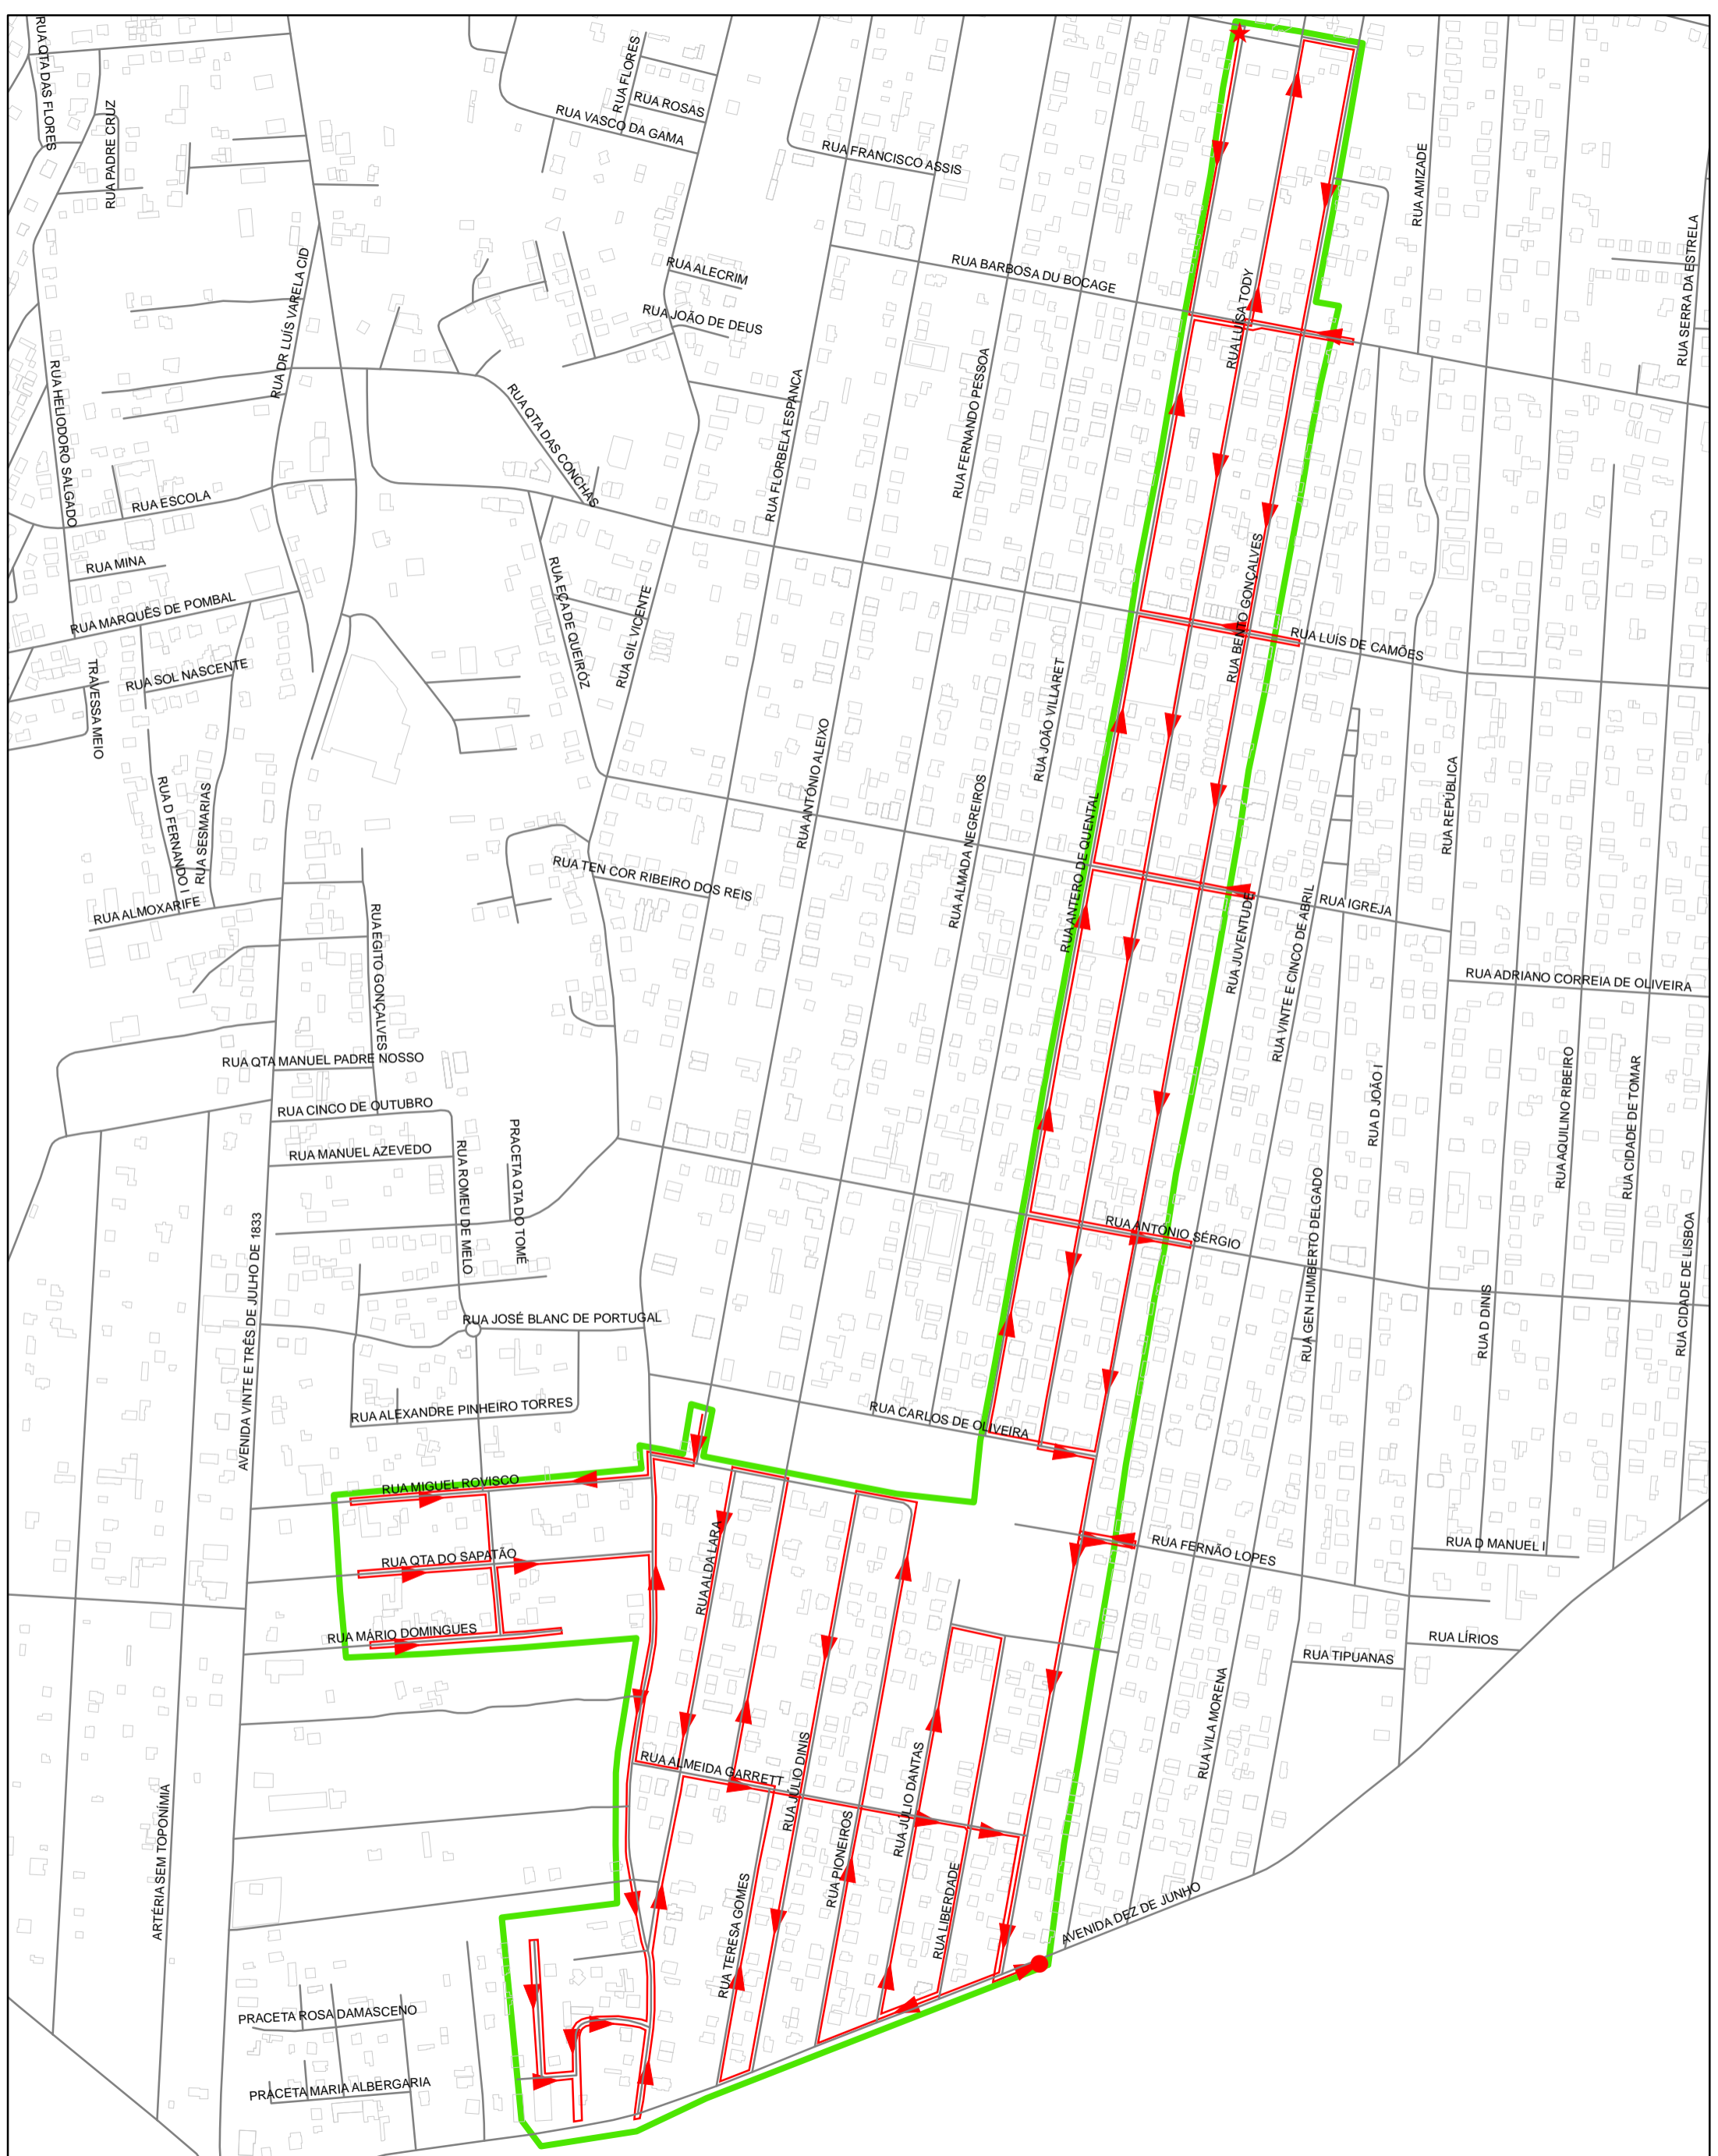 RUA QTA DAS FLORES
RUA PADRE CRUZ
RUA FLORES
RUA ROSAS
RUA VASCO DA GAMA
RUA FRANCISCO ASSIS
RUA AMIZADE
RUA SERRA DA ESTRELA
RUA DR LUÍS VARELA CID
RUA ALECRIM
RUA JOÃO DE DEUS
RUA BARBOSA DU BOCAGE
RUA LUÍSA TODY
RUA HELIODORO SALGADO
RUA QTA DAS CONCHAS
RUA FLORBELA ESPANCA
RUA FERNANDO PESSOA
RUA ESCOLA
RUA MINA
RUA MARQUÊS DE POMBAL
RUA EÇA DE QUEIRÓZ
RUA GIL VICENTE
RUA BENTO GONÇALVES
RUA LUÍS DE CAMÕES
TRAVESSA MEIO
RUA SOL NASCENTE
RUA JOÃO VILLARET
RUA D FERNANDO I
RUA SESMARIAS
RUA ANTÓNIO ALEIXO
RUA ALMADA NEGREIROS
RUA ANTERO DE QUENTAL
RUA REPÚBLICA
RUA TEN COR RIBEIRO DOS REIS
RUA ALMOXARIFE
RUA EGITO GONÇALVES
RUA JUVENTUDE
RUA VINTE E CINCO DE ABRIL
RUA IGREJA
RUA ADRIANO CORREIA DE OLIVEIRA
RUA QTA MANUEL PADRE NOSSO
RUA CINCO DE OUTUBRO
RUA MANUEL AZEVEDO
RUA ROMEU DE MELO
PRACETA QTA DO TOMÉ
RUA D JOÃO I
RUA AQUILINO RIBEIRO
RUA CIDADE DE TOMAR
AVENIDA VINTE E TRÊS DE JULHO DE 1833
RUA ANTÓNIO SÉRGIO
RUA GEN HUMBERTO DELGADO
RUA D DINIS
RUA CIDADE DE LISBOA
RUA JOSÉ BLANC DE PORTUGAL
RUA ALEXANDRE PINHEIRO TORRES
RUA CARLOS DE OLIVEIRA
RUA MIGUEL ROVISCO
RUA QTA DO SAPATÃO
RUA ALDA LARA
RUA FERNÃO LOPES
RUA D MANUEL I
RUA MÁRIO DOMINGUES
RUA LÍRIOS
RUA TIPUANAS
RUA VILA MORENA
RUA ALMEIDA GARRETT
RUA JÚLIO DINIS
RUA JÚLIO DANTAS
RUA PIONEIROS
ARTÉRIA SEM TOPONÍMIA
RUA TERESA GOMES
RUA LIBERDADE
AVENIDA DEZ DE JUNHO
PRACETA ROSA DAMASCENO
PRACETA MARIA ALBERGARIA